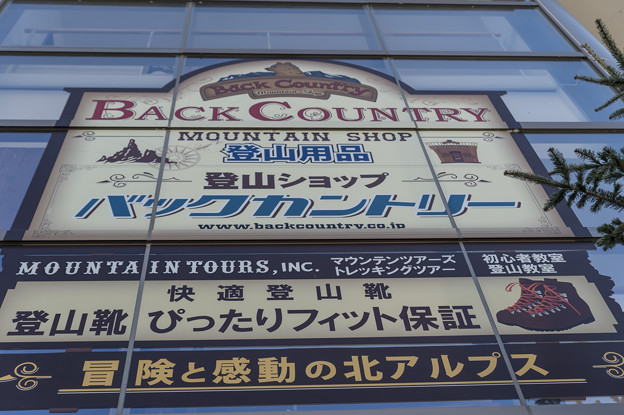 BACK COUNTRY
BACK COUNTRY
MOUNTAIN SHOP
登山用品
登山ショップ
バックカントリー
www.backcountry.co.jp
MOUNTAINTOURS, INC.
マウンテンツアーズ
トレッキングツアー
初心者教室
登山教室
快適登山靴
登山靴 ぴったりフィット保証
冒険と感動の北アルプス